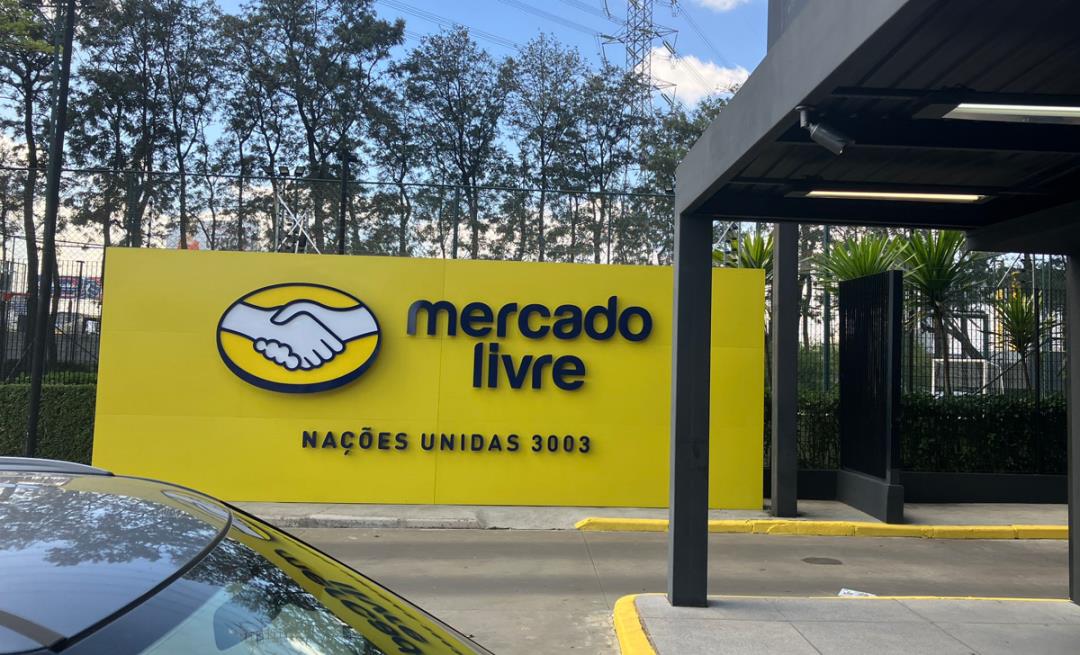 mercado
livre
NAÇÕES UNIDAS 3003